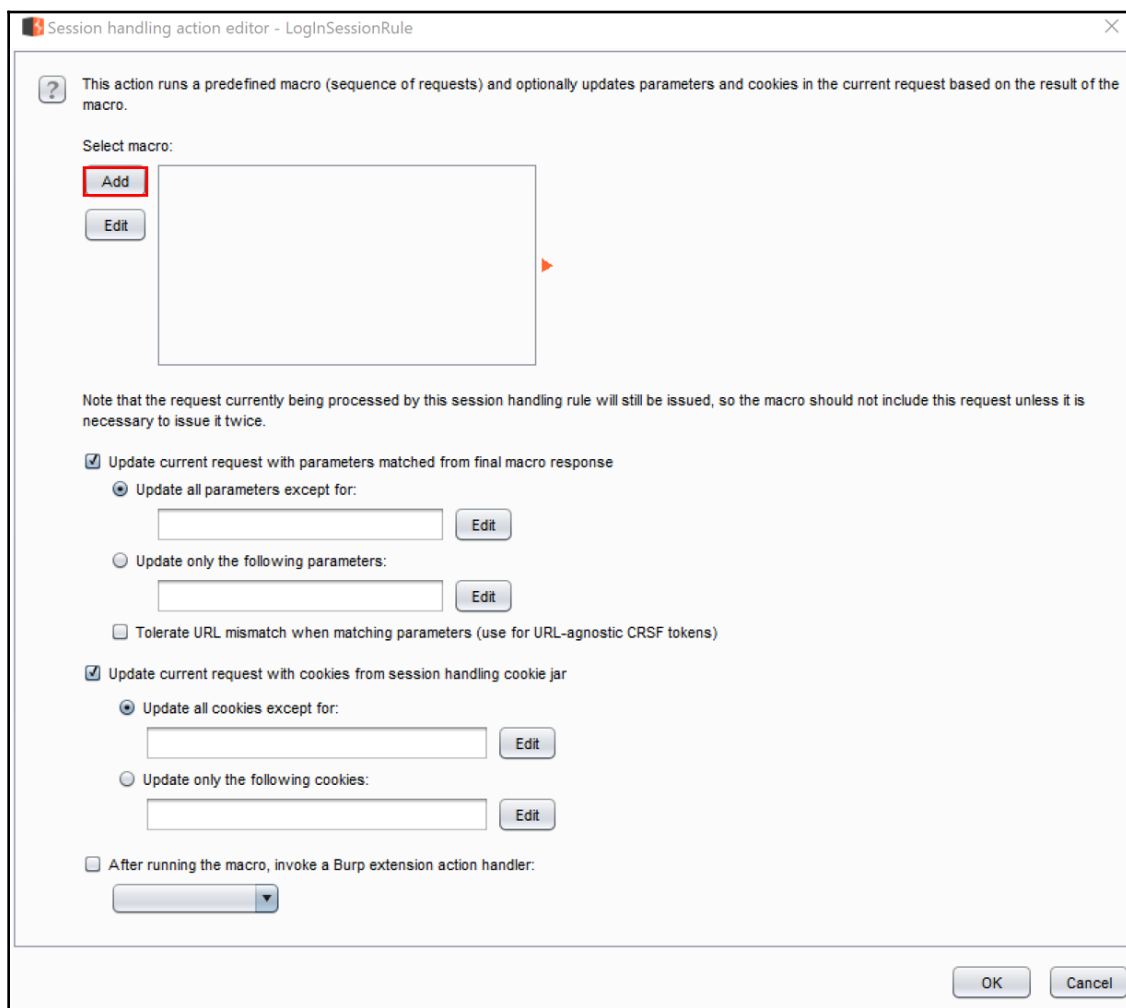 Session handling action editor - LogInSessionRule
?
This action runs a predefined macro (sequence of requests) and optionally updates parameters and cookies in the current request based on the result of the
macro.
Select macro:
Add
Edit
Note that the request currently being processed by this session handling rule will still be issued, so the macro should not include this request unless it is
necessary to issue it twice.
Update current request with parameters matched from final macro response
Update all parameters except for:
Edit
Update only the following parameters:
Edit
Tolerate URL mismatch when matching parameters (use for URL-agnostic CRSF tokens)
Update current request with cookies from session handling cookie jar
Update all cookies except for:
Edit
Update only the following cookies:
Edit
After running the macro, invoke a Burp extension action handler:
OK Cancel